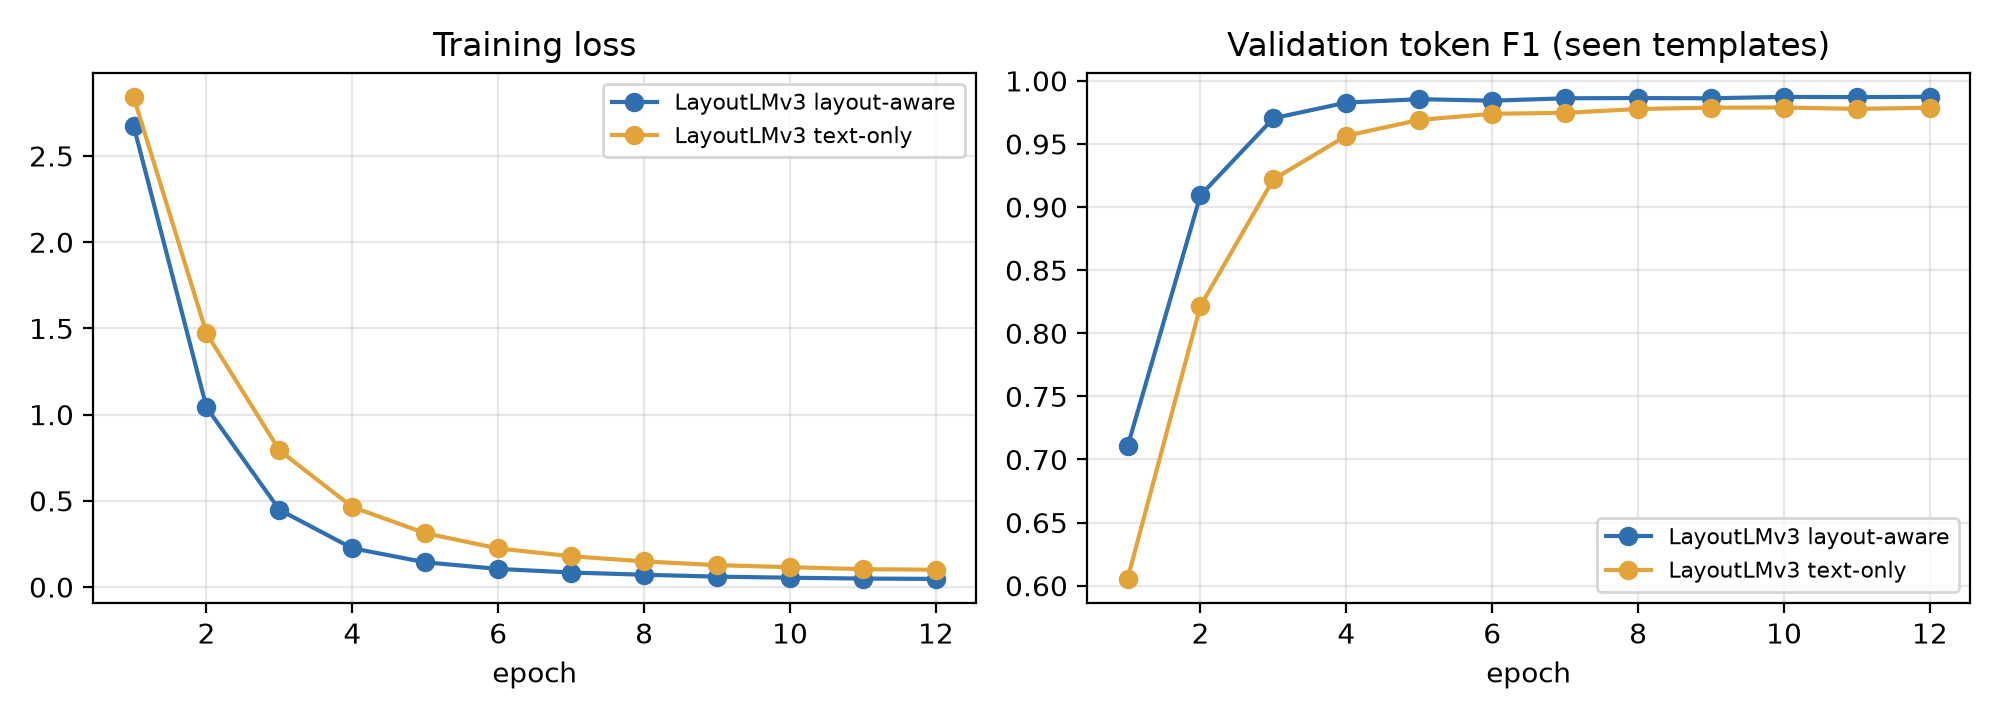 Training loss
LayoutLMv3 layout-aware
LayoutLMv3 text-only
2.5
2.0
1.5
1.0
0.5
0.0
2 4 6 8 10 12
epoch
Validation token F1 (seen templates)
1.00
0.95
0.90
0.85
0.80
0.75
0.70
0.65
0.60
LayoutLMv3 layout-aware
LayoutLMv3 text-only
2 4 6 8 10 12
epoch